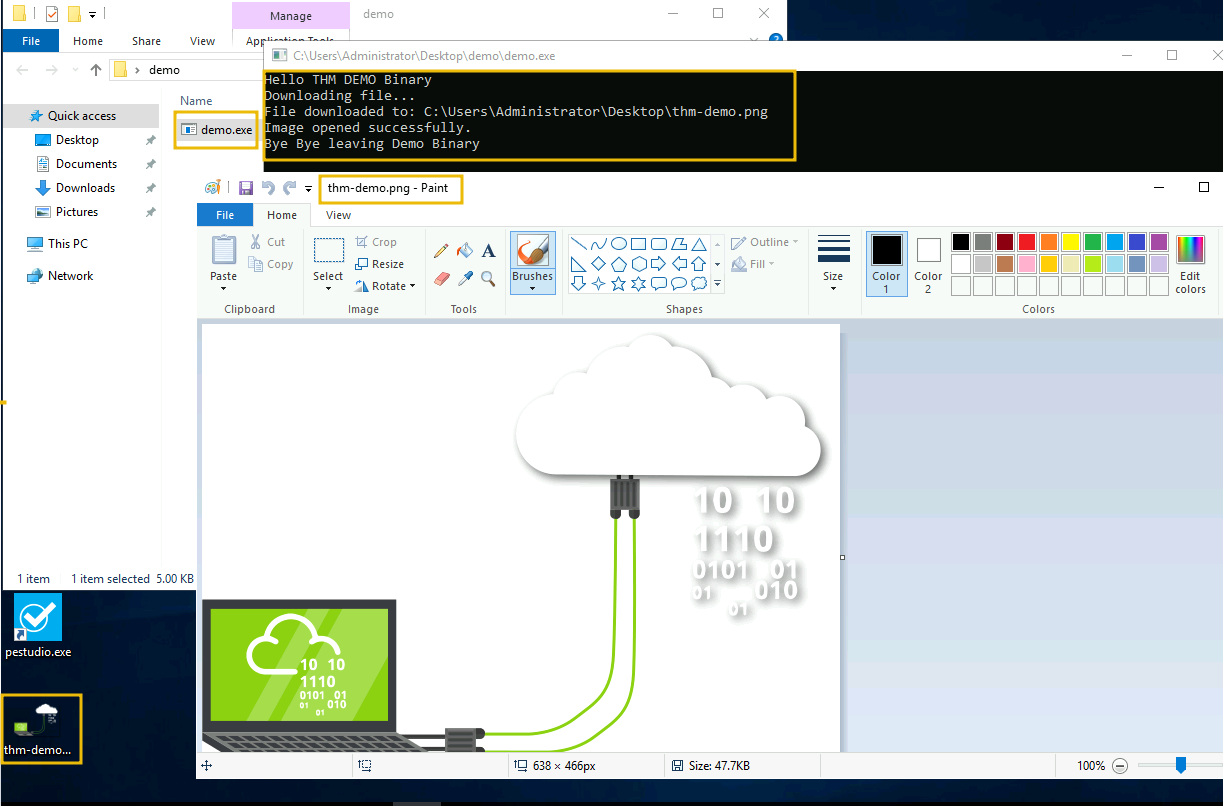 Manage
demo
File
Home
Share
View
Application Tools
demo
C:\Users\Administrator\Desktop\demo\demo.exe
Hello THM DEMO Binary
Downloading file...
File downloaded to: C:\Users\Administrator\Desktop\thm-demo.png
Image opened successfully.
Bye Bye leaving Demo Binary
Name
demo.exe
Quick access
Desktop
Documents
Downloads
Pictures
This PC
Network
1 item
1 item selected 5.00 KB
thm-demo.png - Paint
File
Home
View
Paste
Cut
Copy
Clipboard
Select
Crop
Resize
Rotate
Image
A
Tools
Brushes
Outline
Fill
Shapes
Size
Color
1
Color
2
Edit
colors
Colors
10 10
1110
0101 01
01 010
01
10 10
1110
0101 01
01 010
01
pestudio.exe
thm-demo...
638 × 466px
Size: 47.7KB
100%